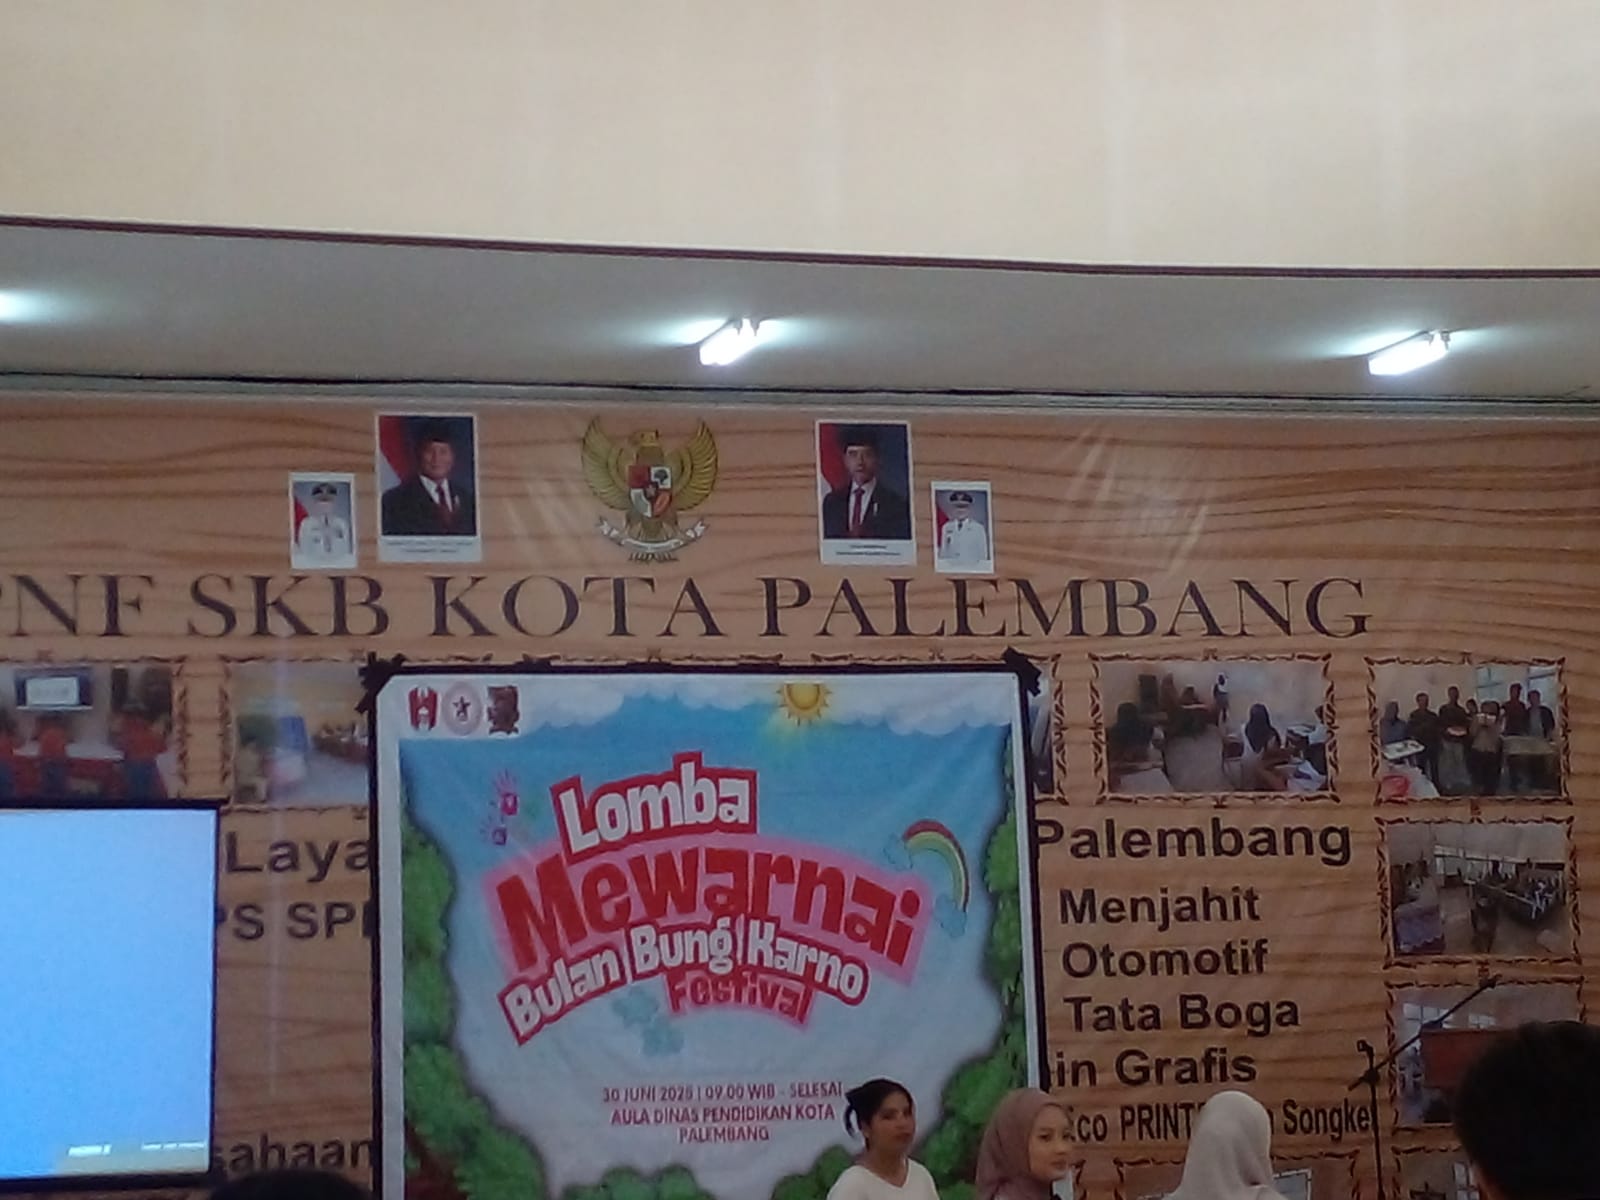 PNF SKB KOTA PALEMBANG
Lomba
Mewarnai
Bulan Bung Karno
Festival
30 JUNI 2025 | 09.00 WIB - SELESAI
AULA DINAS PENDIDIKAN KOTA
PALEMBANG
Laya
PS SP
sahaan
Palembang
Menjahit
Otomotif
Tata Boga
in Grafis
Eco PRINT Songket